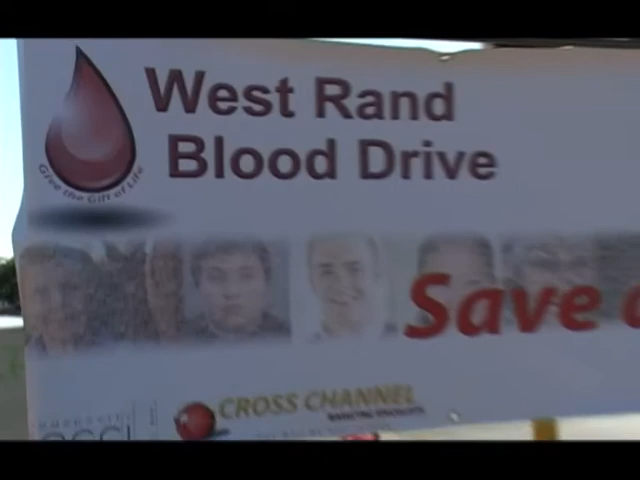 West Rand
Blood Drive
Give the Gift of Life
Save
CROSS CHANNEL